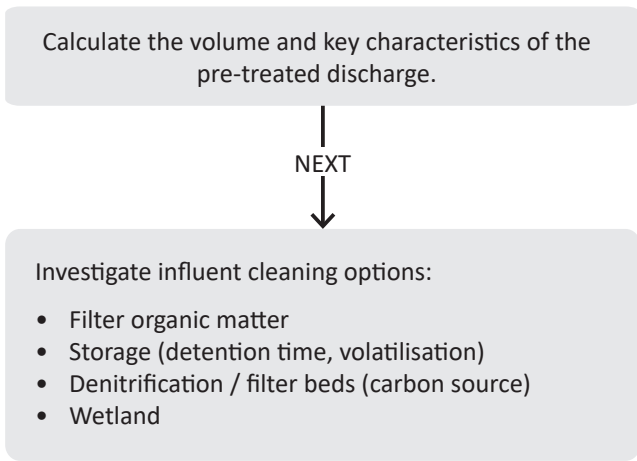 Calculate the volume and key characteristics of the
pre-treated discharge.
NEXT
Investigate influent cleaning options:
• Filter organic matter
• Storage (detention time, volatilisation)
• Denitrification / filter beds (carbon source)
• Wetland